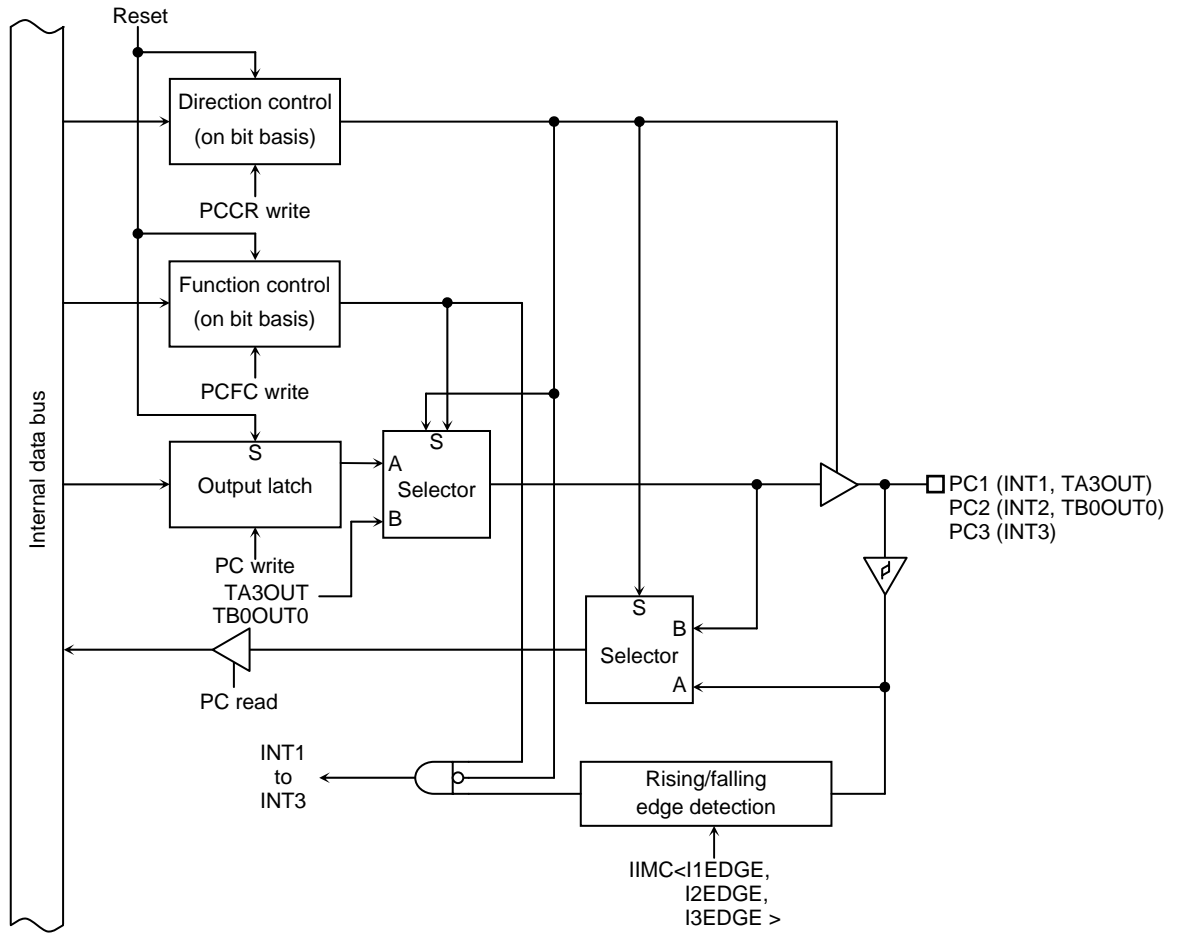 Reset
Direction control
(on bit basis)
PCCR write
Function control
(on bit basis)
PCFC write
Internal data bus
S
Output latch
PC write
TA3OUT
TB0OUT0
S
A
Selector
B
PC1 (INT1, TA3OUT)
PC2 (INT2, TB0OUT0)
PC3 (INT3)
S
B
Selector
A
PC read
INT1
to
INT3
Rising/falling
edge detection
IIMC<I1EDGE,
I2EDGE,
I3EDGE >